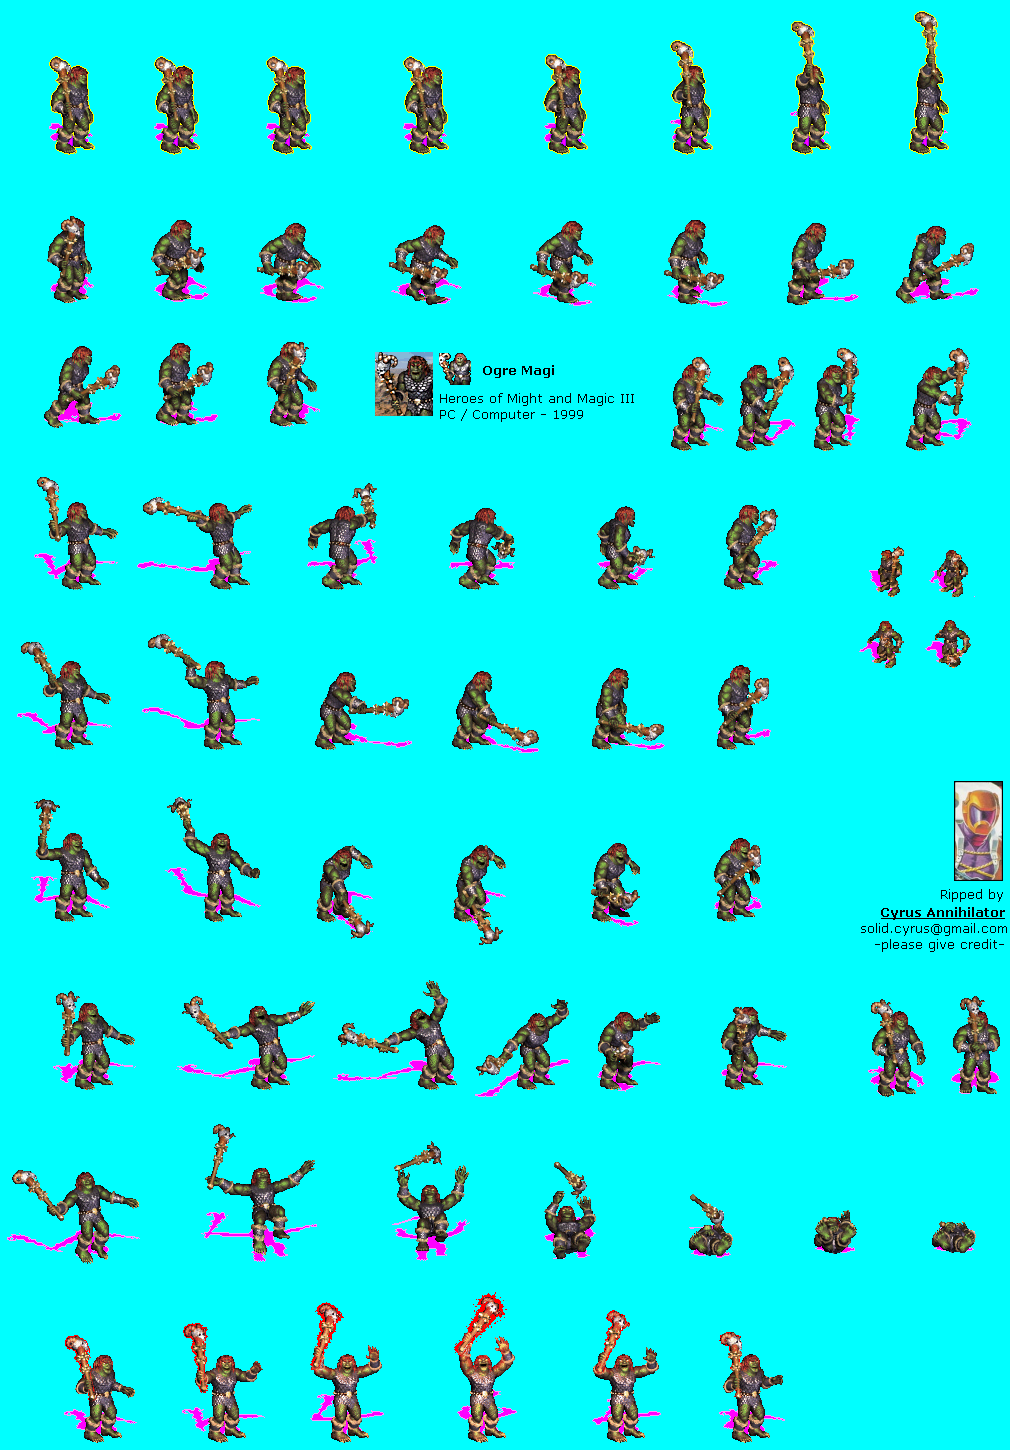 Ogre Magi
Heroes of Might and Magic III
PC / Computer - 1999
Ripped by
Cyrus Annihilator
solid.cyrus@gmail.com
-please give credit-